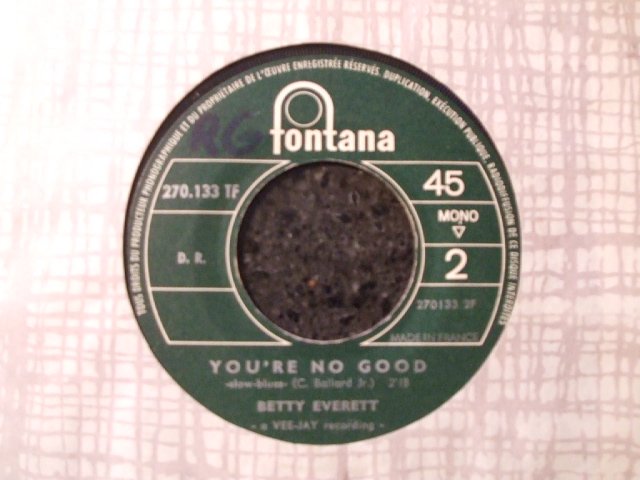 TOUS DROITS DU PRODUCTEUR PHONOGRAPHIQUE ET DU PROPRIÉTAIRE DE L'ŒUVRE ENREGISTRÉE RÉSERVÉS. DUPLICATION, EXÉCUTION PUBLIQUE, RADIODIFFUSION DE CE DISQUE INTERDITES
RG
fontana
270.133 TF
45
MONO
D. R.
2
270133 2F
MADE IN FRANCE
YOU'RE NO GOOD
-slow-blues- (C. Ballard Jr.) 2'18
BETTY EVERETT
- a VEE-JAY recording -